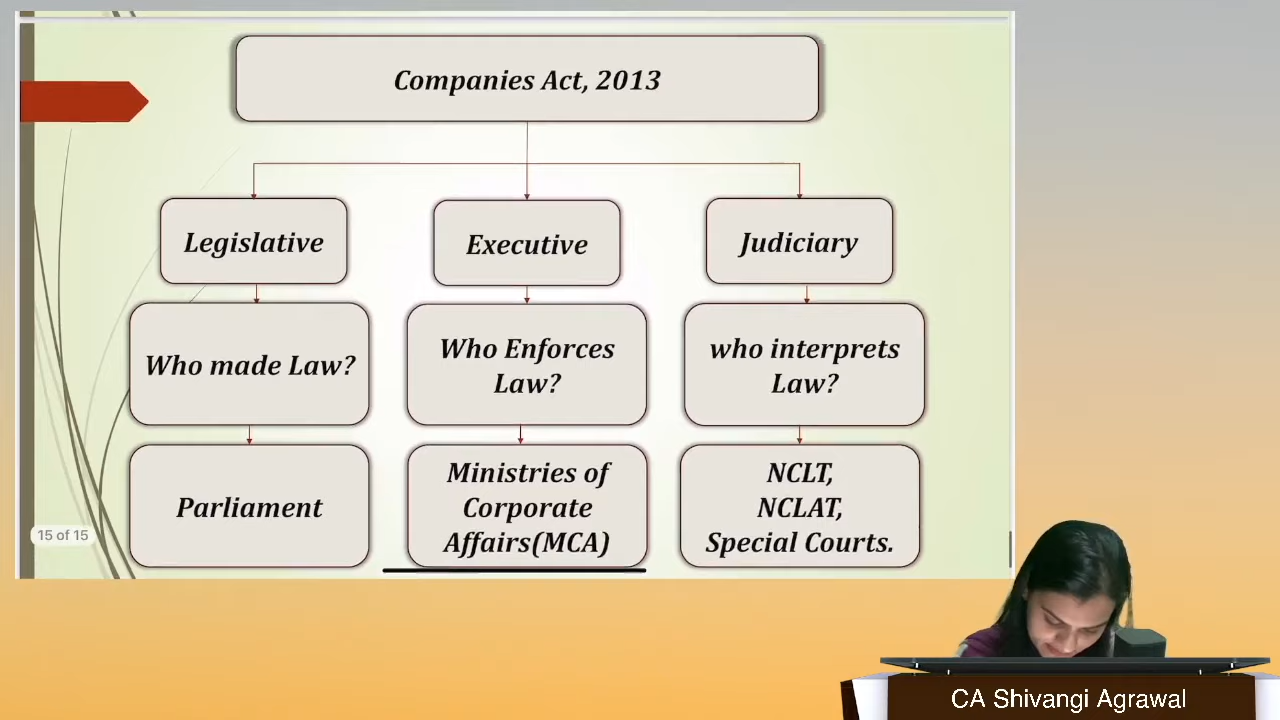 Companies Act, 2013
Legislative
Executive
Judiciary
Who made Law?
Who Enforces
Law?
who interprets
Law?
Parliament
Ministries of
Corporate
Affairs(MCA)
NCLT,
NCLAT,
Special Courts.
15 of 15
CA Shivangi Agrawal